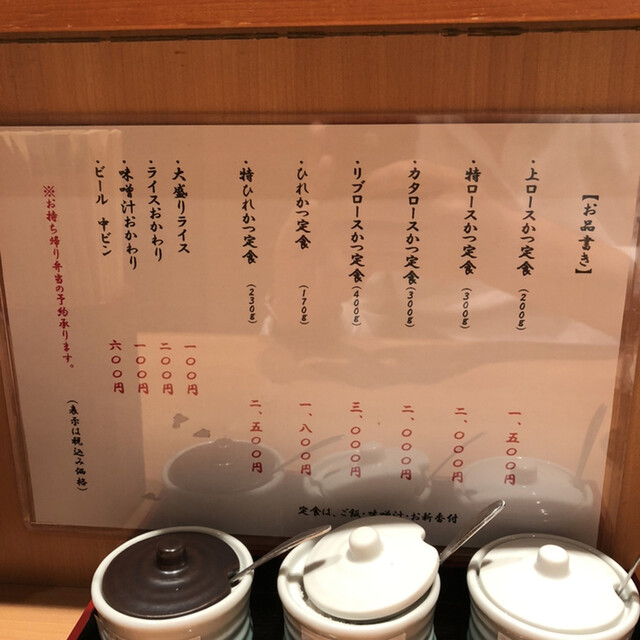 【お品書き】
・上ロースかつ定食（200g） 一、五〇〇円
・特ロースかつ定食（300g） 二、〇〇〇円
・カタロースかつ定食（300g） 二、〇〇〇円
・リブロースかつ定食（400g） 三、〇〇〇円
・ひれかつ定食（170g） 一、八〇〇円
・特ひれかつ定食（230g） 二、五〇〇円
定食は、ご飯・味噌汁・お新香付
・大盛りライス 一〇〇円
・ライスおかわり 二〇〇円
・味噌汁おかわり 一〇〇円
・ビール 中ビン 六〇〇円
※お持ち帰り弁当の予約承ります。
（表示は税込み価格）